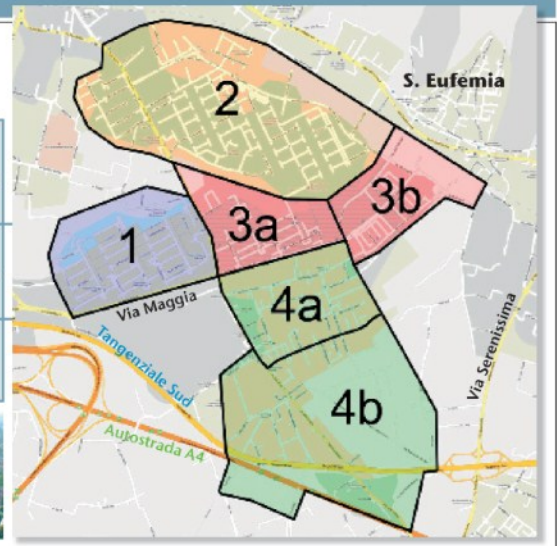 S. Eufemia
2
3b
3a
1
Via Maggia
4a
Tangenziale Sud
Via Serenissima
4b
Autostrada A4